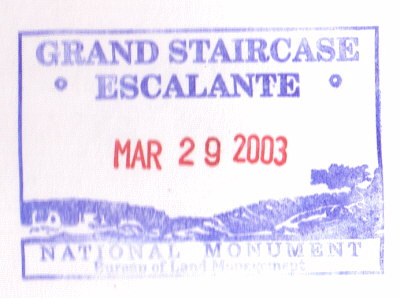 GRAND STAIRCASE
° ESCALANTE °
MAR 29 2003
NATIONAL MONUMENT
Bureau of Land Management